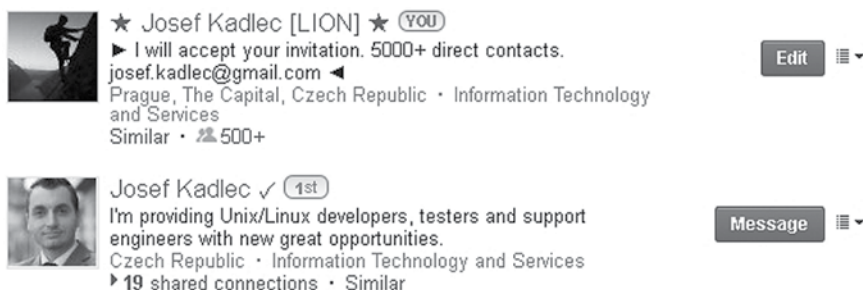 ★ Josef Kadlec [LION] ★ YOU
► I will accept your invitation. 5000+ direct contacts.
josef.kadlec@gmail.com ◄
Edit
Prague, The Capital, Czech Republic • Information Technology
and Services
Similar • 500+
Josef Kadlec ✓ 1st
I'm providing Unix/Linux developers, testers and support
engineers with new great opportunities.
Message
Czech Republic • Information Technology and Services
19 shared connections • Similar